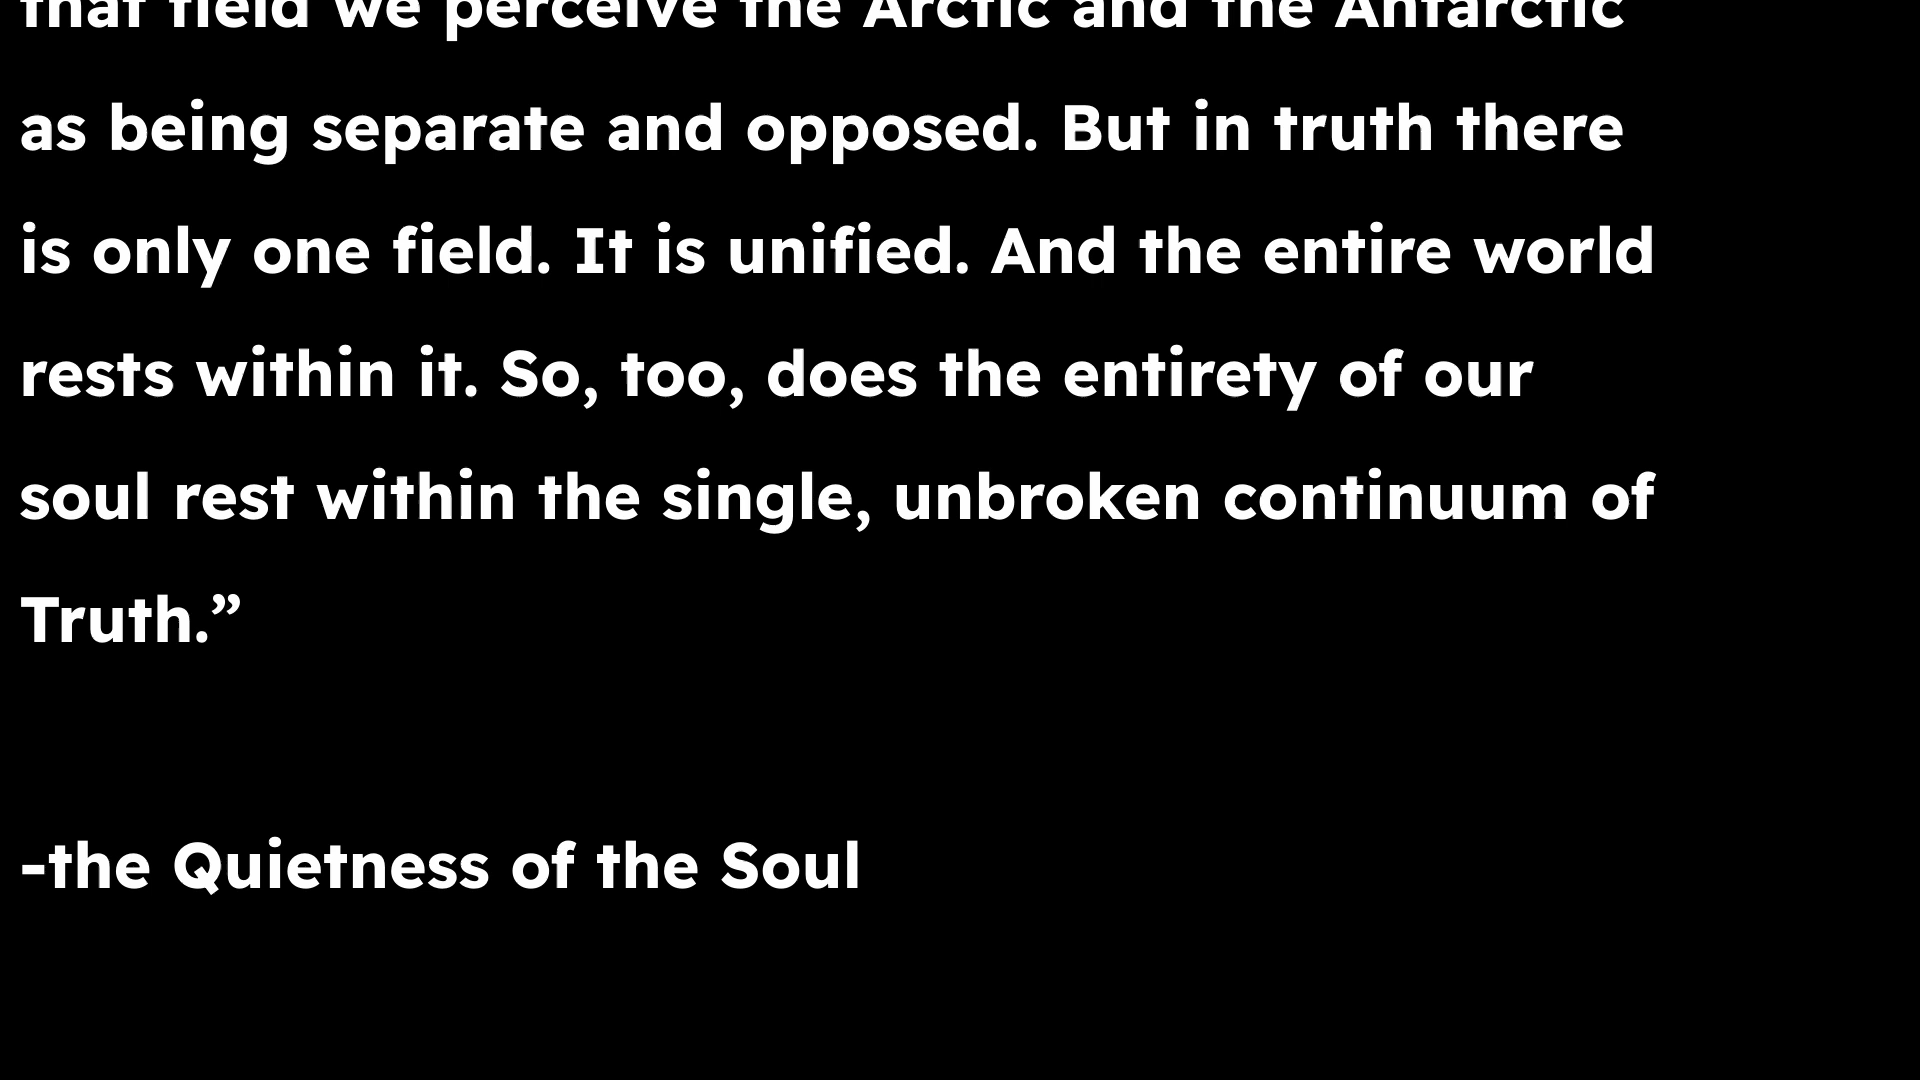 that field we perceive the Arctic and the Antarctic
as being separate and opposed. But in truth there
is only one field. It is unified. And the entire world
rests within it. So, too, does the entirety of our
soul rest within the single, unbroken continuum of
Truth.”
-the Quietness of the Soul